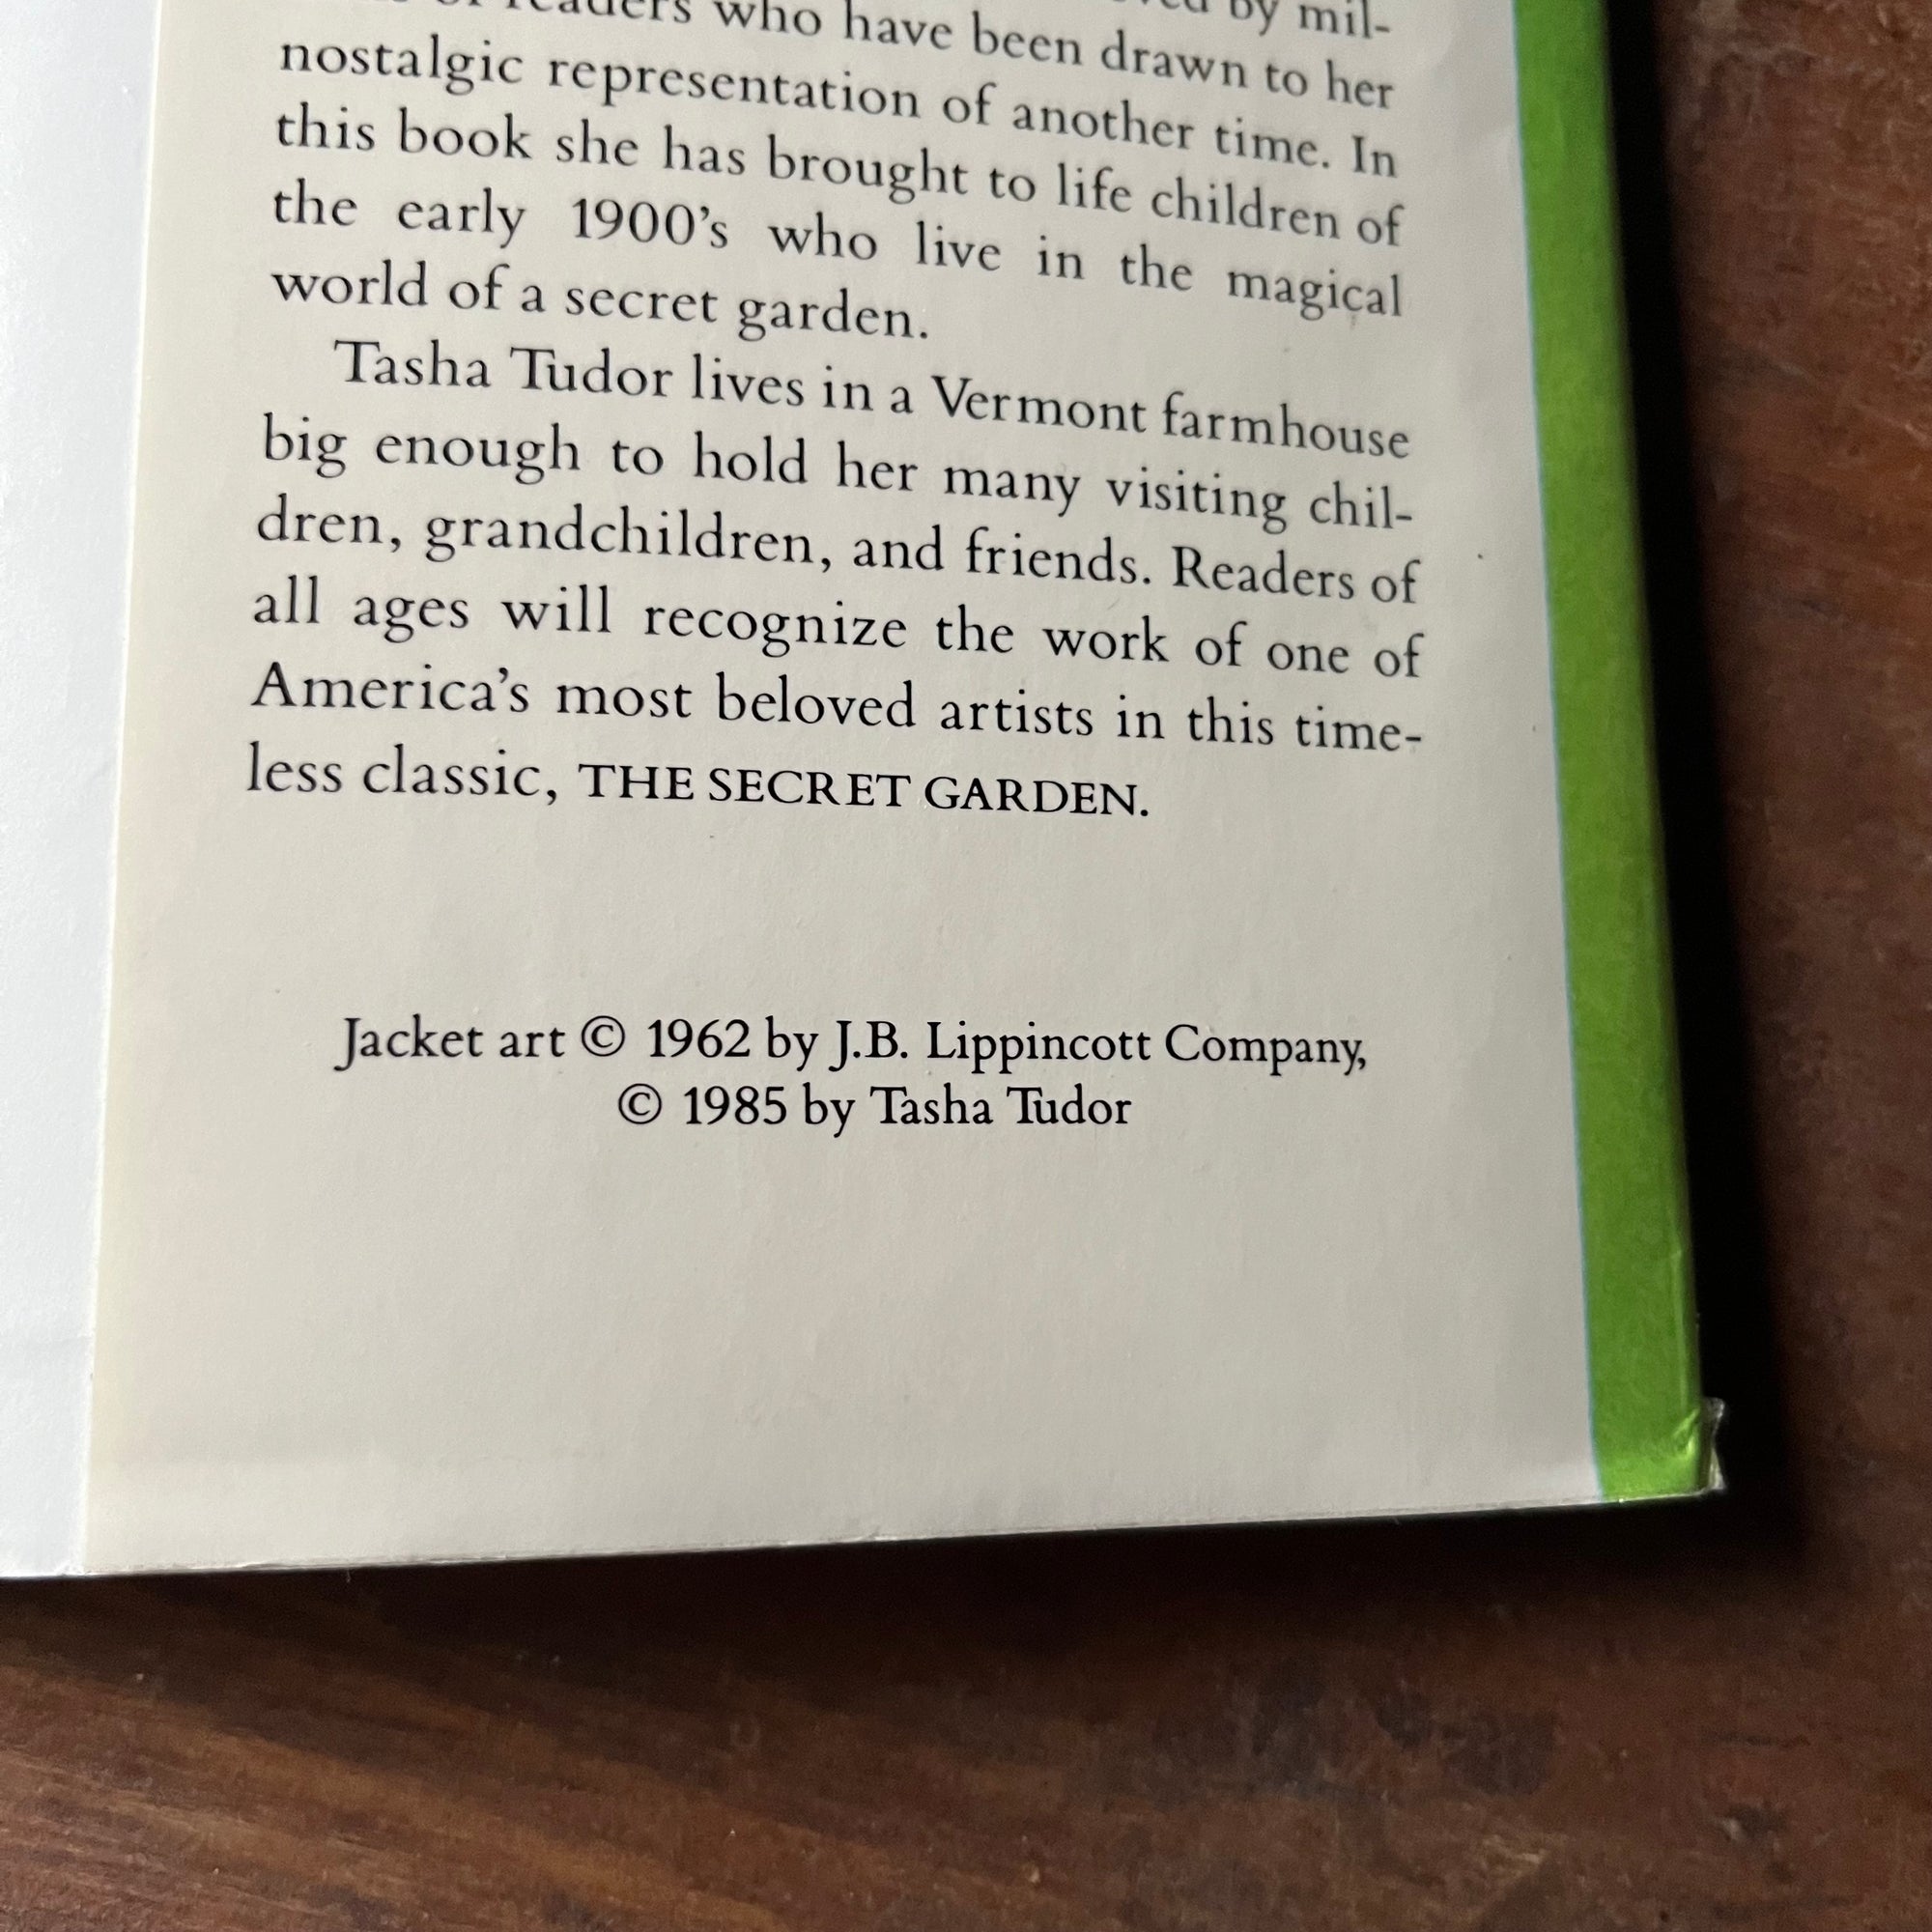 readers who have been drawn to her
by mil-
nostalgic representation of another time. In
this book she has brought to life children of
the early 1900's who live in the magical
world of a secret garden.
Tasha Tudor lives in a Vermont farmhouse
big enough to hold her many visiting chil-
dren, grandchildren, and friends. Readers of
all ages will recognize the work of one of
America's most beloved artists in this time-
less classic, THE SECRET GARDEN.
Jacket art © 1962 by J.B. Lippincott Company,
© 1985 by Tasha Tudor